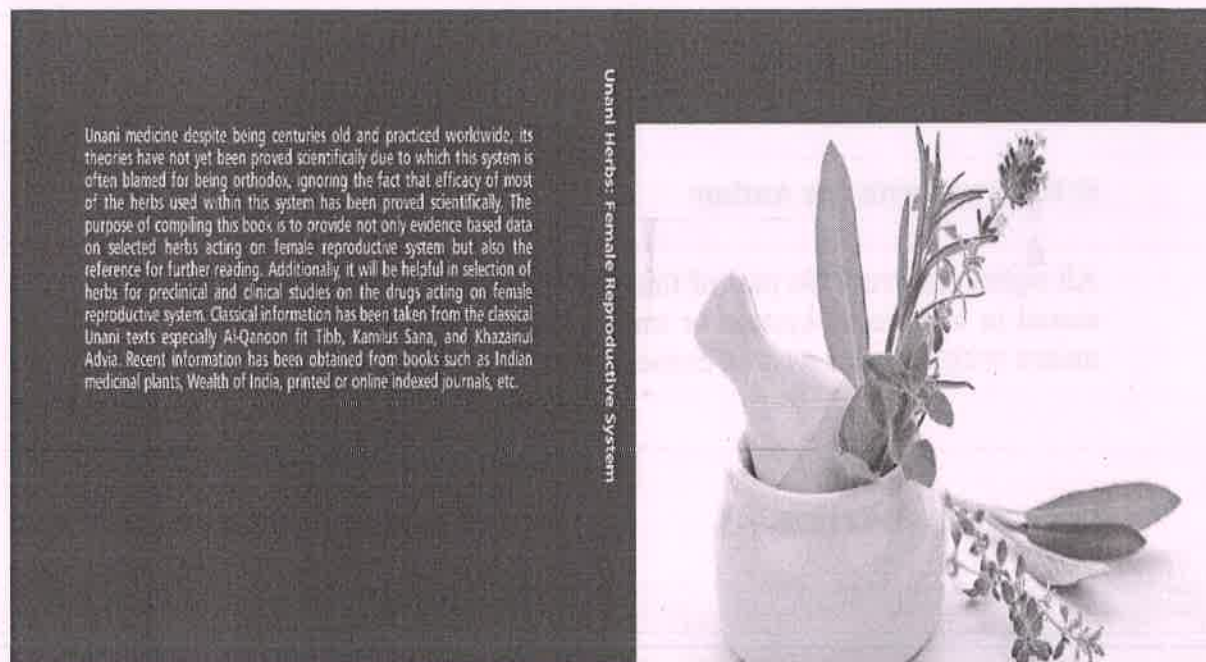 Unani medicine despite being centuries old and practiced worldwide, its
theories have not yet been proved scientifically due to which this system is
often blamed for being orthodox, ignoring the fact that efficacy of most
of the herbs used within this system has been proved scientifically. The
purpose of compiling this book is to provide not only evidence based data
on selected herbs acting on female reproductive system but also the
reference for further reading. Additionally, it will be helpful in selection of
herbs for preclinical and clinical studies on the drugs acting on female
reproductive system. Classical information has been taken from the classical
Unani texts especially Al-Qanoon fit Tibb, Kamilus Sana, and Khazainul
Advia. Recent information has been obtained from books such as Indian
medicinal plants, Wealth of India, printed or online indexed journals, etc.
Unani Herbs: Female Reproductive System